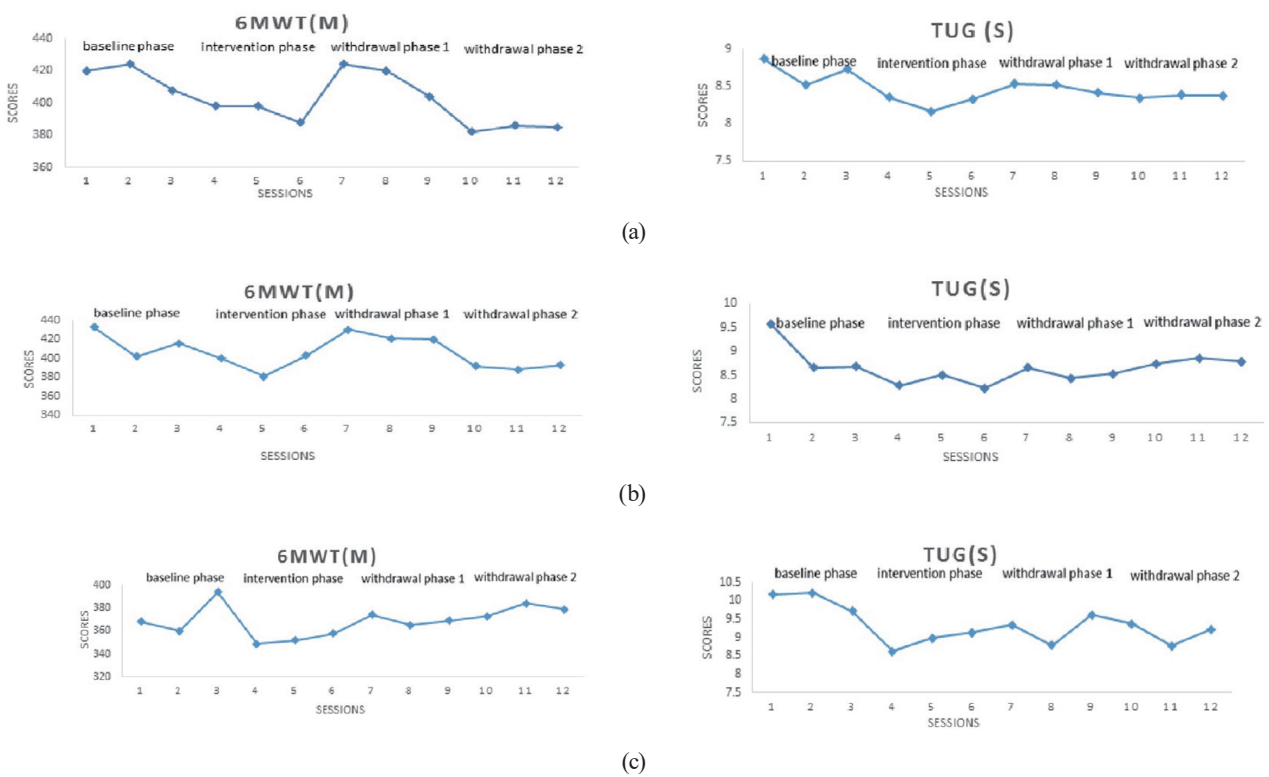 6MWT(M)
baseline phase intervention phase withdrawal phase 1 withdrawal phase 2
SCORES
440
420
400
380
360
1 2 3 4 5 6 7 8 9 10 11 12
SESSIONS
TUG (S)
baseline phase intervention phase withdrawal phase 1 withdrawal phase 2
SCORES
9
8.5
8
7.5
1 2 3 4 5 6 7 8 9 10 11 12
SESSIONS
(a)
6MWT(M)
baseline phase intervention phase withdrawal phase 1 withdrawal phase 2
SCORES
440
420
400
380
360
340
1 2 3 4 5 6 7 8 9 10 11 12
SESSIONS
TUG(S)
baseline phase intervention phase withdrawal phase 1 withdrawal phase 2
SCORES
10
9.5
9
8.5
8
7.5
1 2 3 4 5 6 7 8 9 10 11 12
SESSIONS
(b)
6MWT(M)
baseline phase intervention phase withdrawal phase 1 withdrawal phase 2
SCORES
400
380
360
340
320
1 2 3 4 5 6 7 8 9 10 11 12
SESSIONS
TUG(S)
baseline phase intervention phase withdrawal phase 1 withdrawal phase 2
SCORES
10.5
10
9.5
9
8.5
8
7.5
1 2 3 4 5 6 7 8 9 10 11 12
SESSIONS
(c)